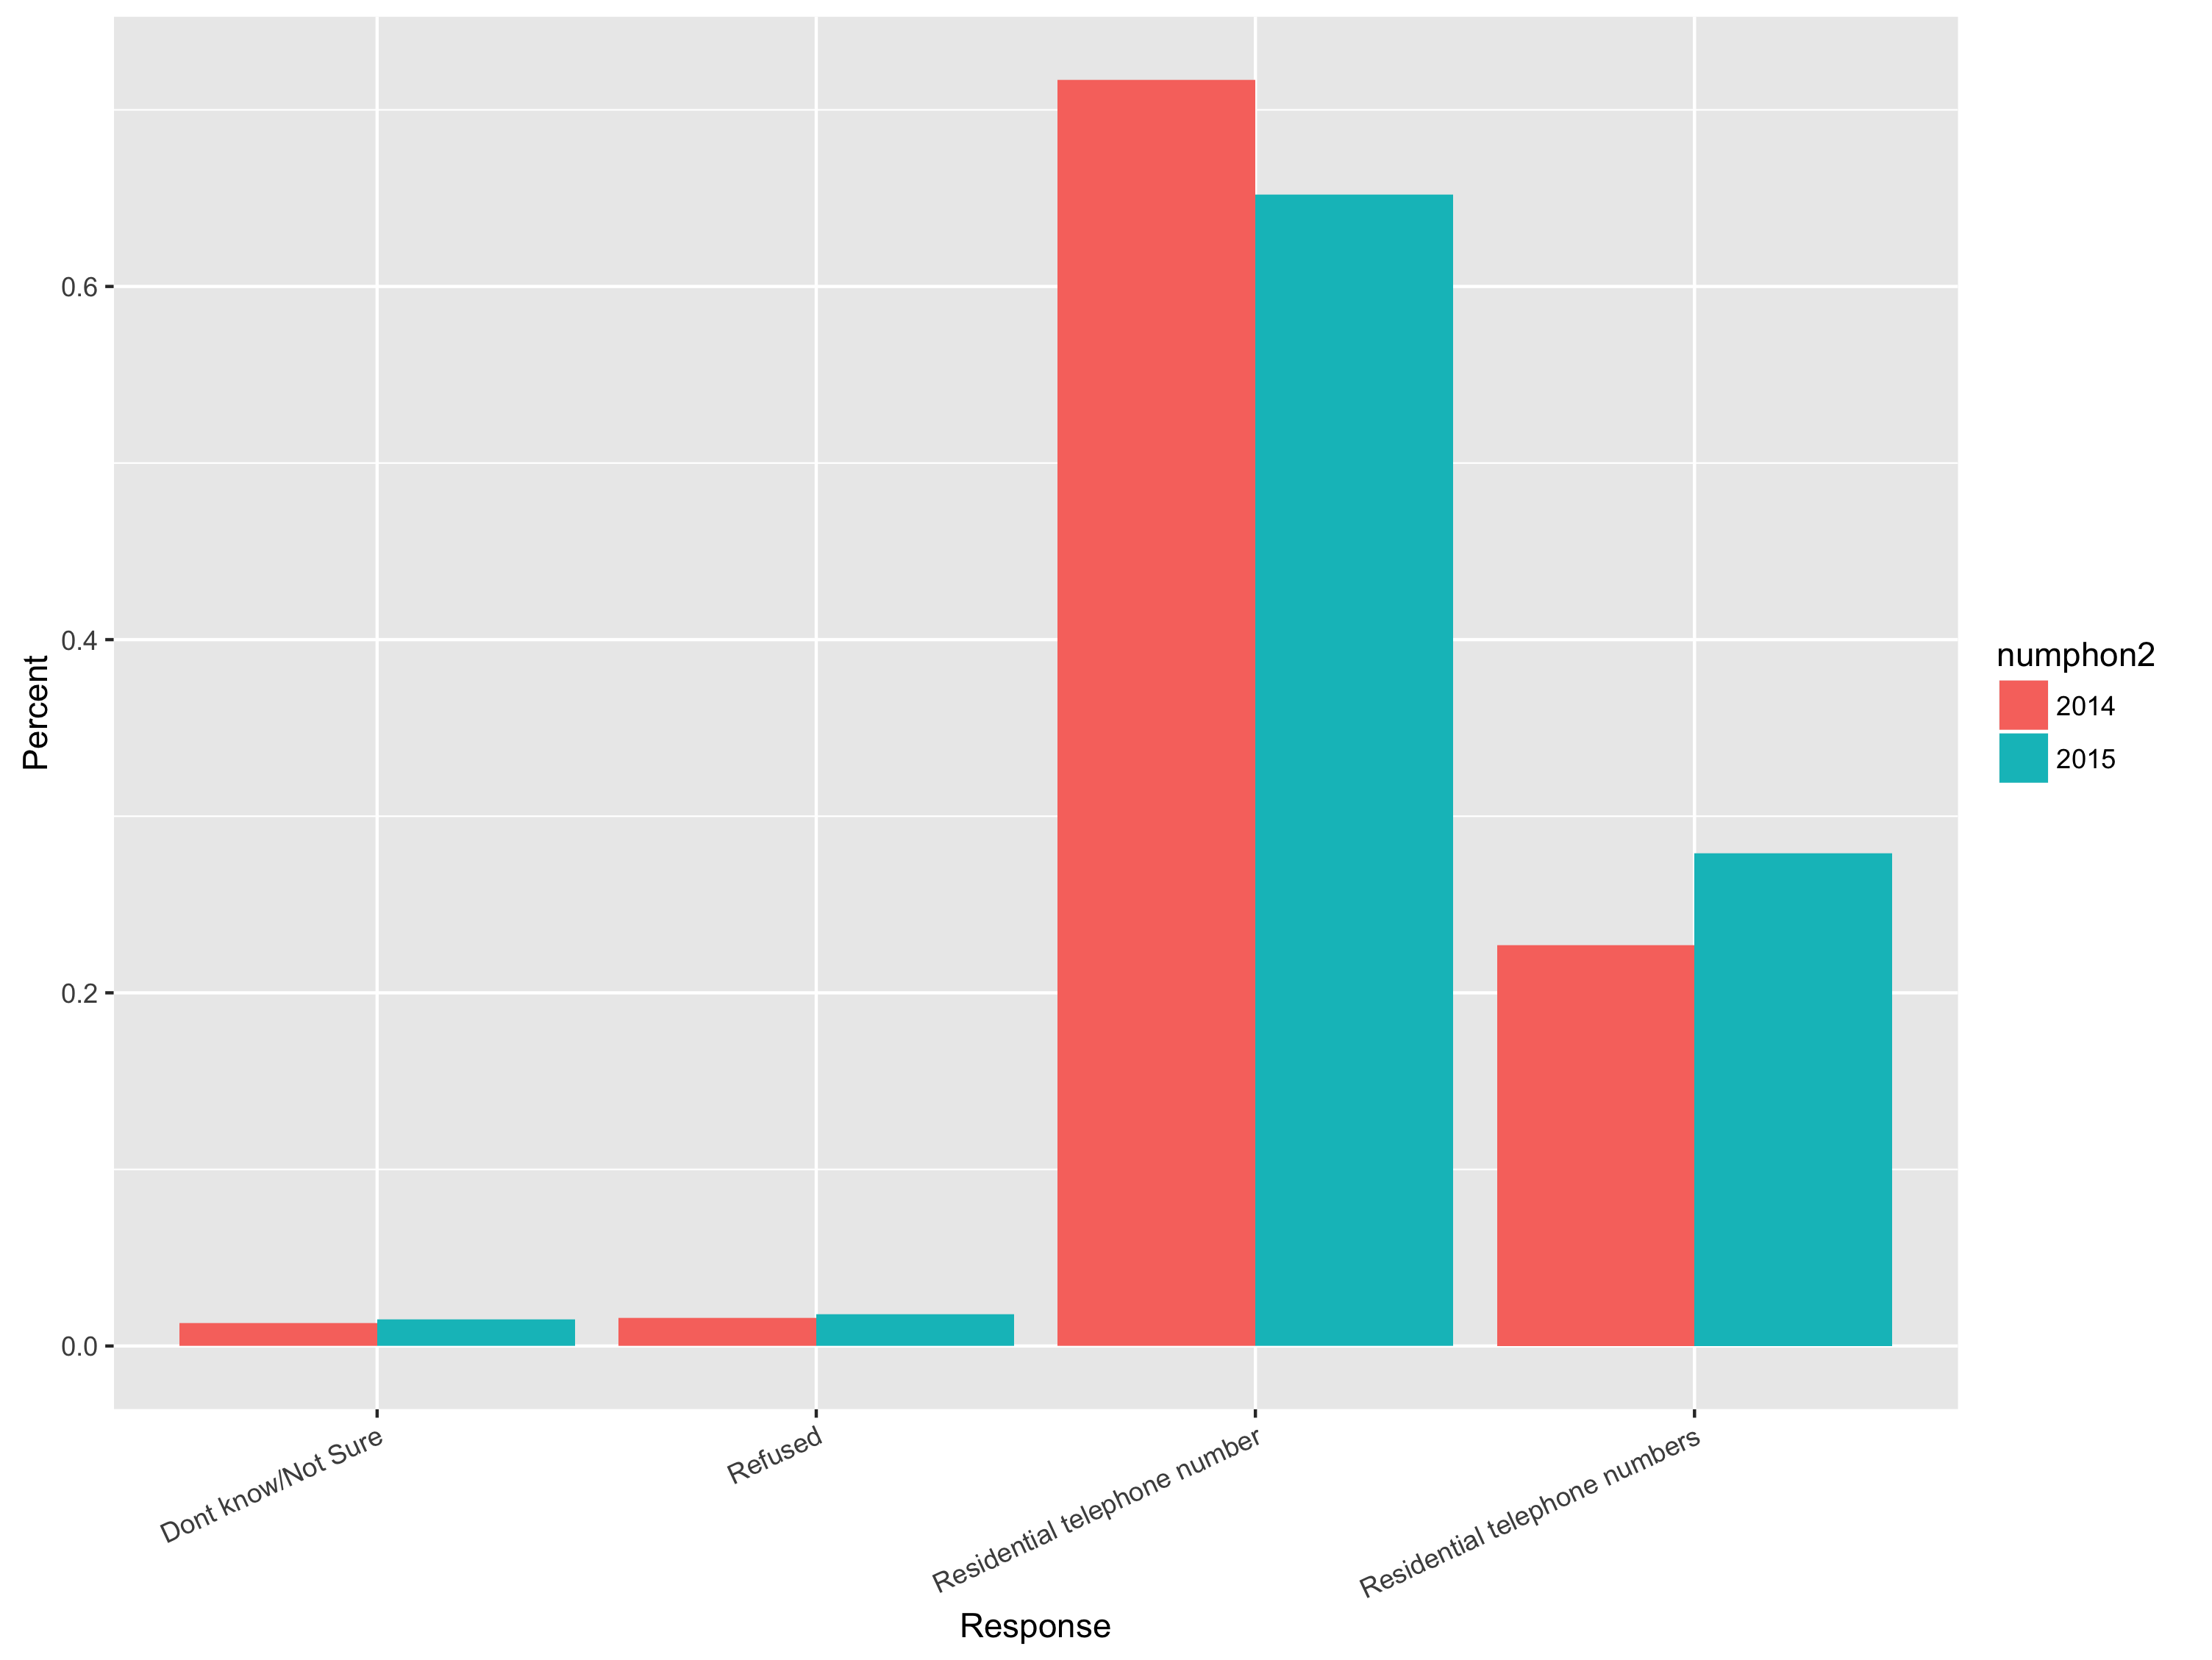 0.6
0.4
0.2
0.0
Percent
Dont know/Not Sure
Refused
Residential telephone number
Residential telephone numbers
Response
numphon2
2014
2015